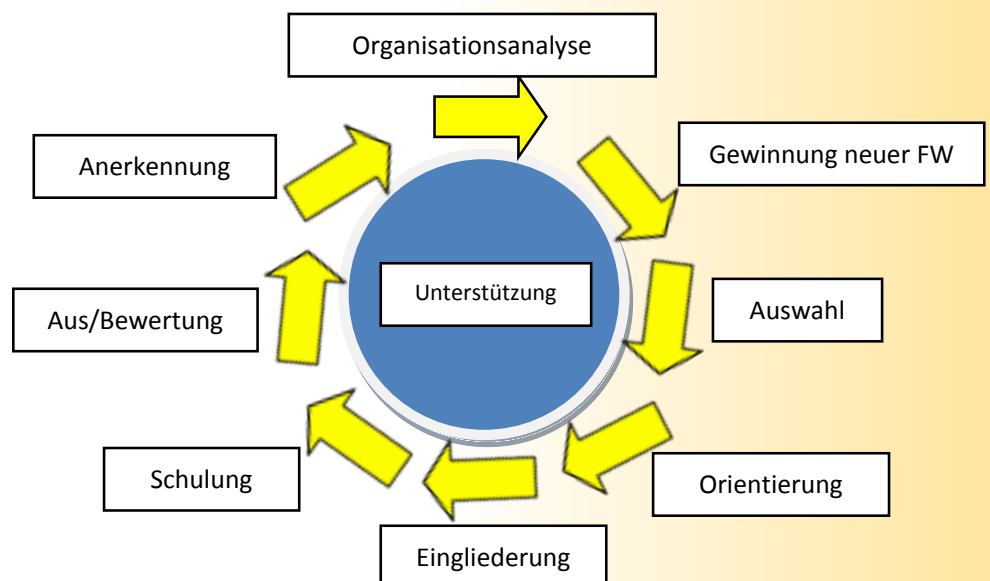 Organisationsanalyse
Gewinnung neuer FW
Auswahl
Orientierung
Eingliederung
Schulung
Aus/Bewertung
Anerkennung
Unterstützung